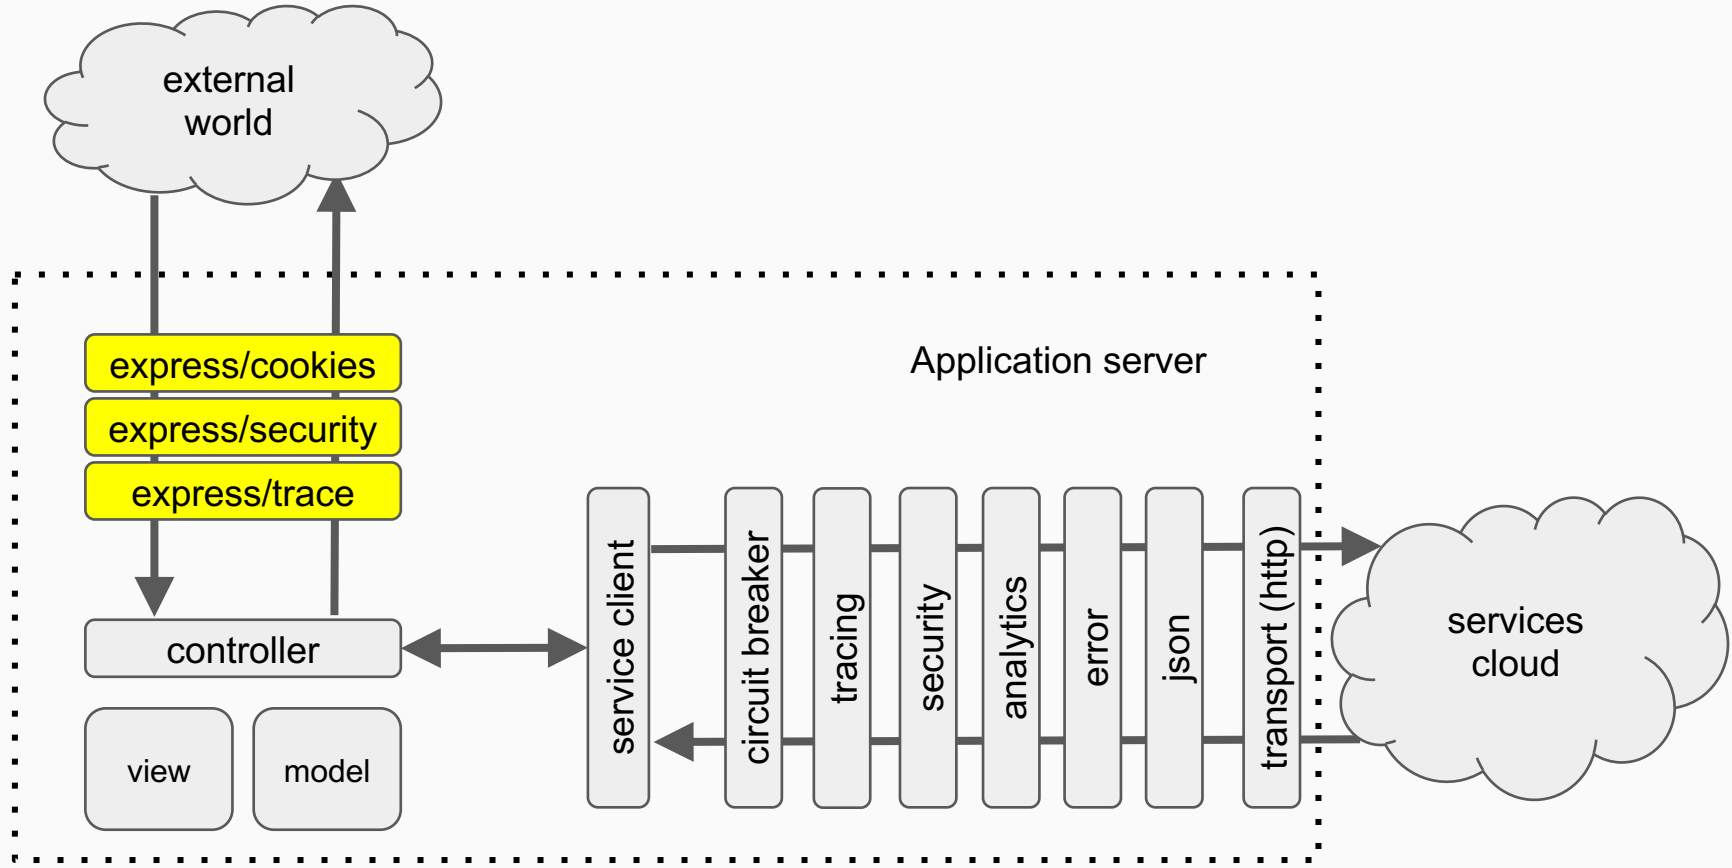 external
world
express/cookies
Application server
express/security
express/trace
controller
view
model
service client
circuit breaker
tracing
security
analytics
error
json
transport (http)
services
cloud